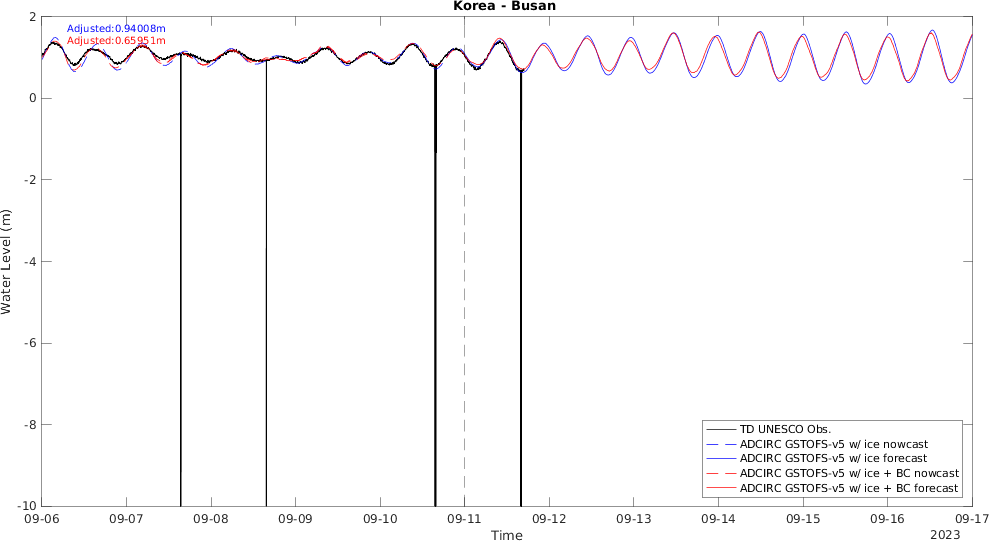 Korea - Busan
Adjusted:0.94008m
Adjusted:0.65951m
2
0
-2
-4
-6
-8
-10
Water Level (m)
09-06 09-07 09-08 09-09 09-10 09-11 09-12 09-13 09-14 09-15 09-16 09-17
Time
2023
TD UNESCO Obs.
ADCIRC GSTOFS-v5 w/ ice nowcast
ADCIRC GSTOFS-v5 w/ ice forecast
ADCIRC GSTOFS-v5 w/ ice + BC nowcast
ADCIRC GSTOFS-v5 w/ ice + BC forecast